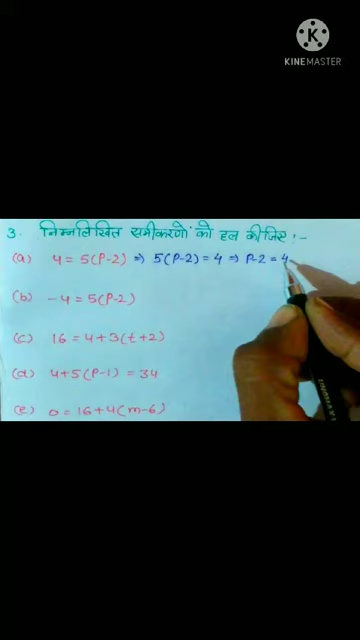 KINEMASTER
3. निम्नलिखित समीकरणों को हल कीजिए :-
(a) 4 = 5(P-2) ⇒ 5(P-2) = 4 ⇒ P-2 = 4
(b) -4 = 5(P-2)
(c) 16 = 4+3(t+2)
(d) 4+5(P-1) = 34
(e) 0 = 16+4(m-6)